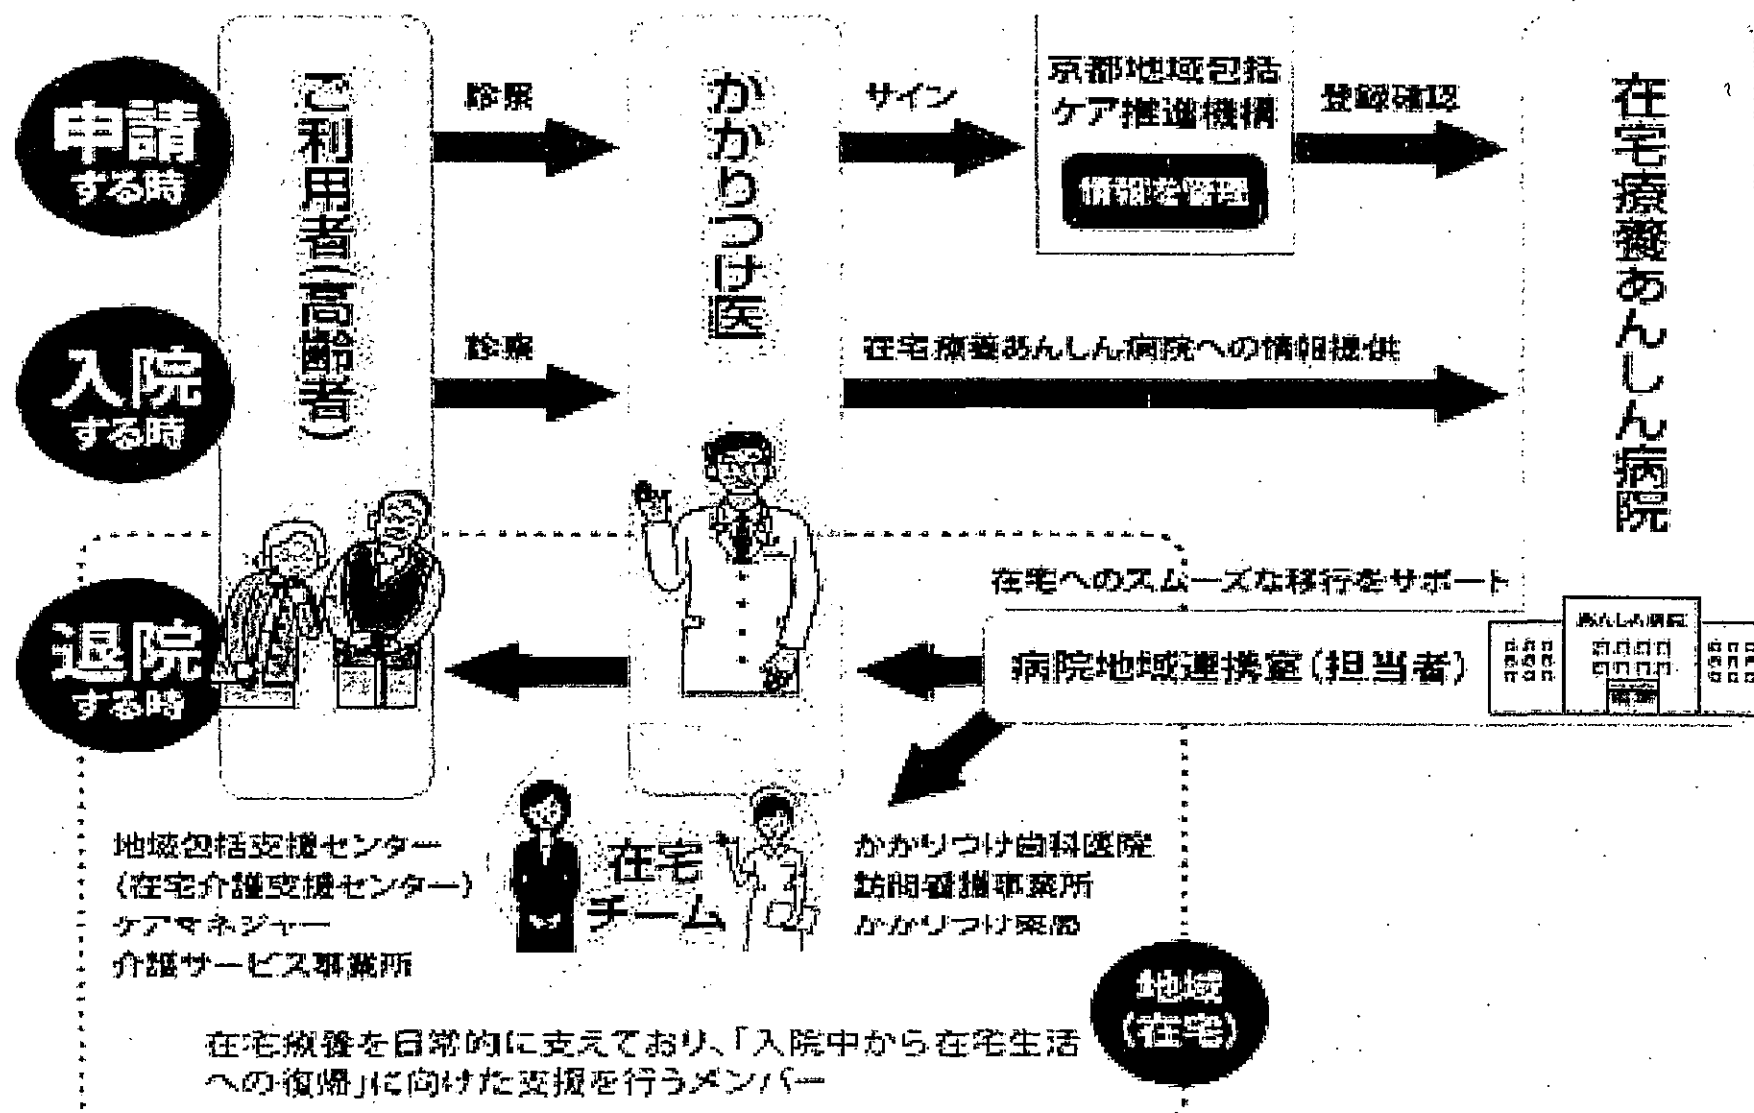 申請
する時
ご利用者(高齢者)
診察
かかりつけ医
サイン
京都地域包括
ケア推進機構
情報を管理
登録確認
在宅療養あんしん病院
入院
する時
診察
在宅療養あんしん病院への情報提供
退院
する時
在宅へのスムーズな移行をサポート
病院地域連携室(担当者)
あんしん病院
地域包括支援センター
(在宅介護支援センター)
ケアマネジャー
介護サービス事業所
在宅
チーム
かかりつけ歯科医院
訪問看護事業所
かかりつけ薬局
地域
(在宅)
在宅療養を日常的に支えており、「入院中から在宅生活
への復帰」に向けた支援を行うメンバー